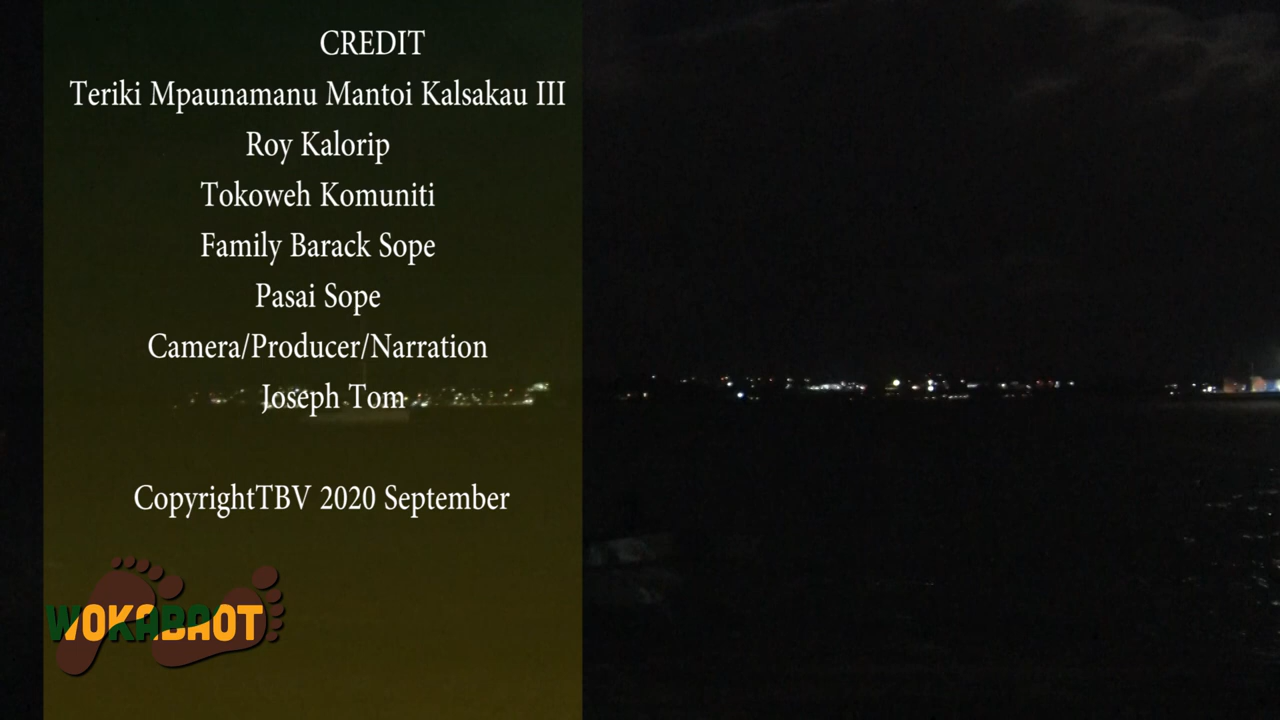 CREDIT
Teriki Mpaunamanu Mantoi Kalsakau III
Roy Kalorip
Tokoweh Komuniti
Family Barack Sope
Pasai Sope
Camera/Producer/Narration
Joseph Tom
CopyrightTBV 2020 September
WOKABAOT